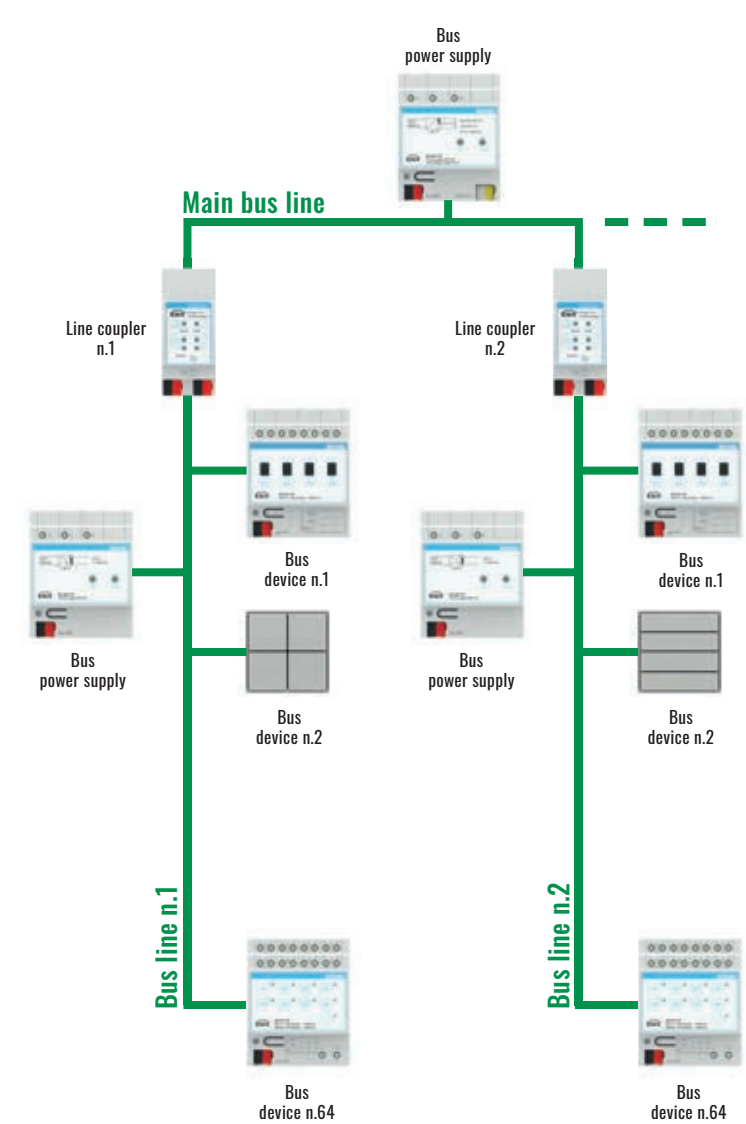 Bus
power supply
Main bus line
Line coupler
n.1
Line coupler
n.2
Bus
device n.1
Bus
device n.1
Bus
power supply
Bus
power supply
Bus
device n.2
Bus
device n.2
Bus line n.1
Bus line n.2
Bus
device n.64
Bus
device n.64